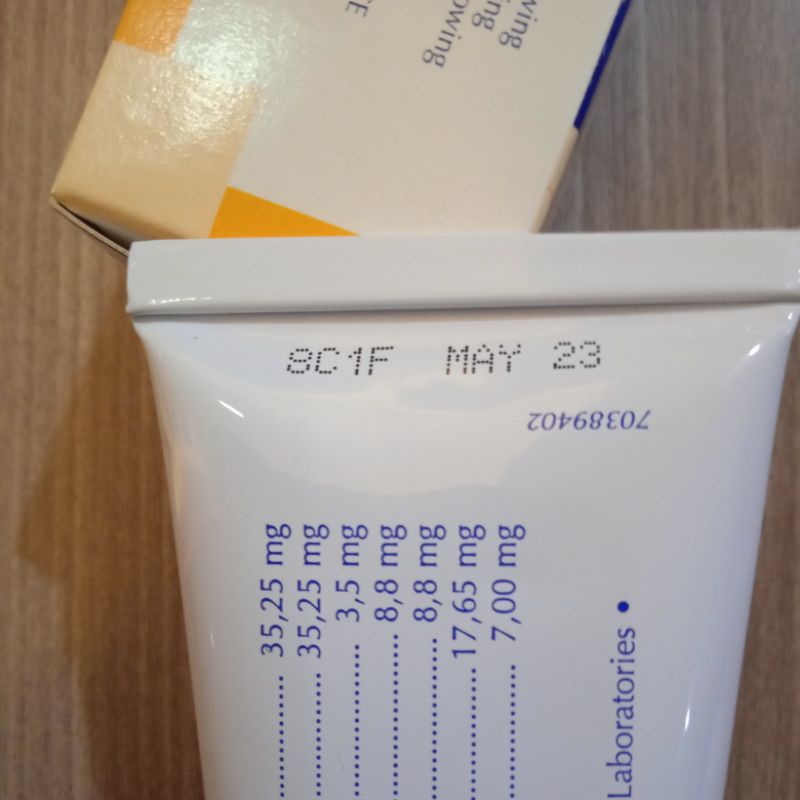 8C1F MAY 23
70389402
35,25 mg
35,25 mg
3,5 mg
8,8 mg
8,8 mg
17,65 mg
7,00 mg
Laboratories •